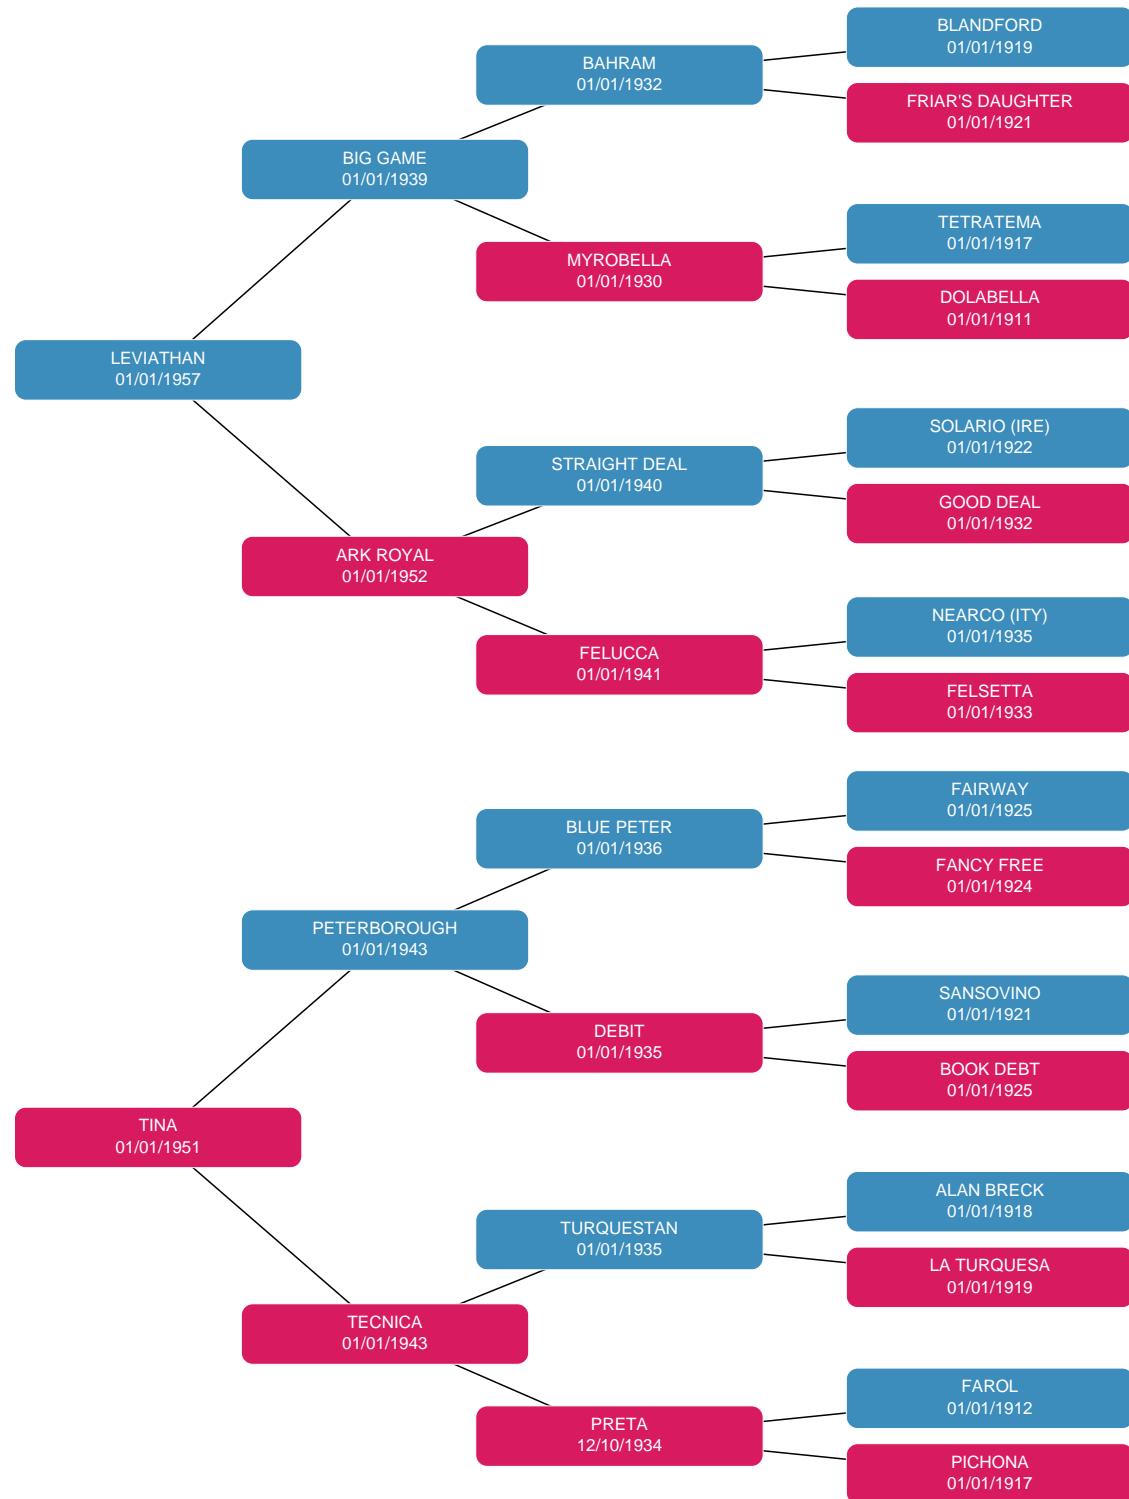 BLANDFORD
01/01/1919
BAHRAM
01/01/1932
FRIAR'S DAUGHTER
01/01/1921
BIG GAME
01/01/1939
TETRATEMA
01/01/1917
MYROBELLA
01/01/1930
DOLABELLA
01/01/1911
LEVIATHAN
01/01/1957
SOLARIO (IRE)
01/01/1922
STRAIGHT DEAL
01/01/1940
GOOD DEAL
01/01/1932
ARK ROYAL
01/01/1952
NEARCO (ITY)
01/01/1935
FELUCCA
01/01/1941
FELSETTA
01/01/1933
FAIRWAY
01/01/1925
BLUE PETER
01/01/1936
FANCY FREE
01/01/1924
PETERBOROUGH
01/01/1943
SANSOVINO
01/01/1921
DEBIT
01/01/1935
BOOK DEBT
01/01/1925
TINA
01/01/1951
ALAN BRECK
01/01/1918
TURQUESTAN
01/01/1935
LA TURQUESA
01/01/1919
TECNICA
01/01/1943
FAROL
01/01/1912
PRETA
12/10/1934
PICHONA
01/01/1917